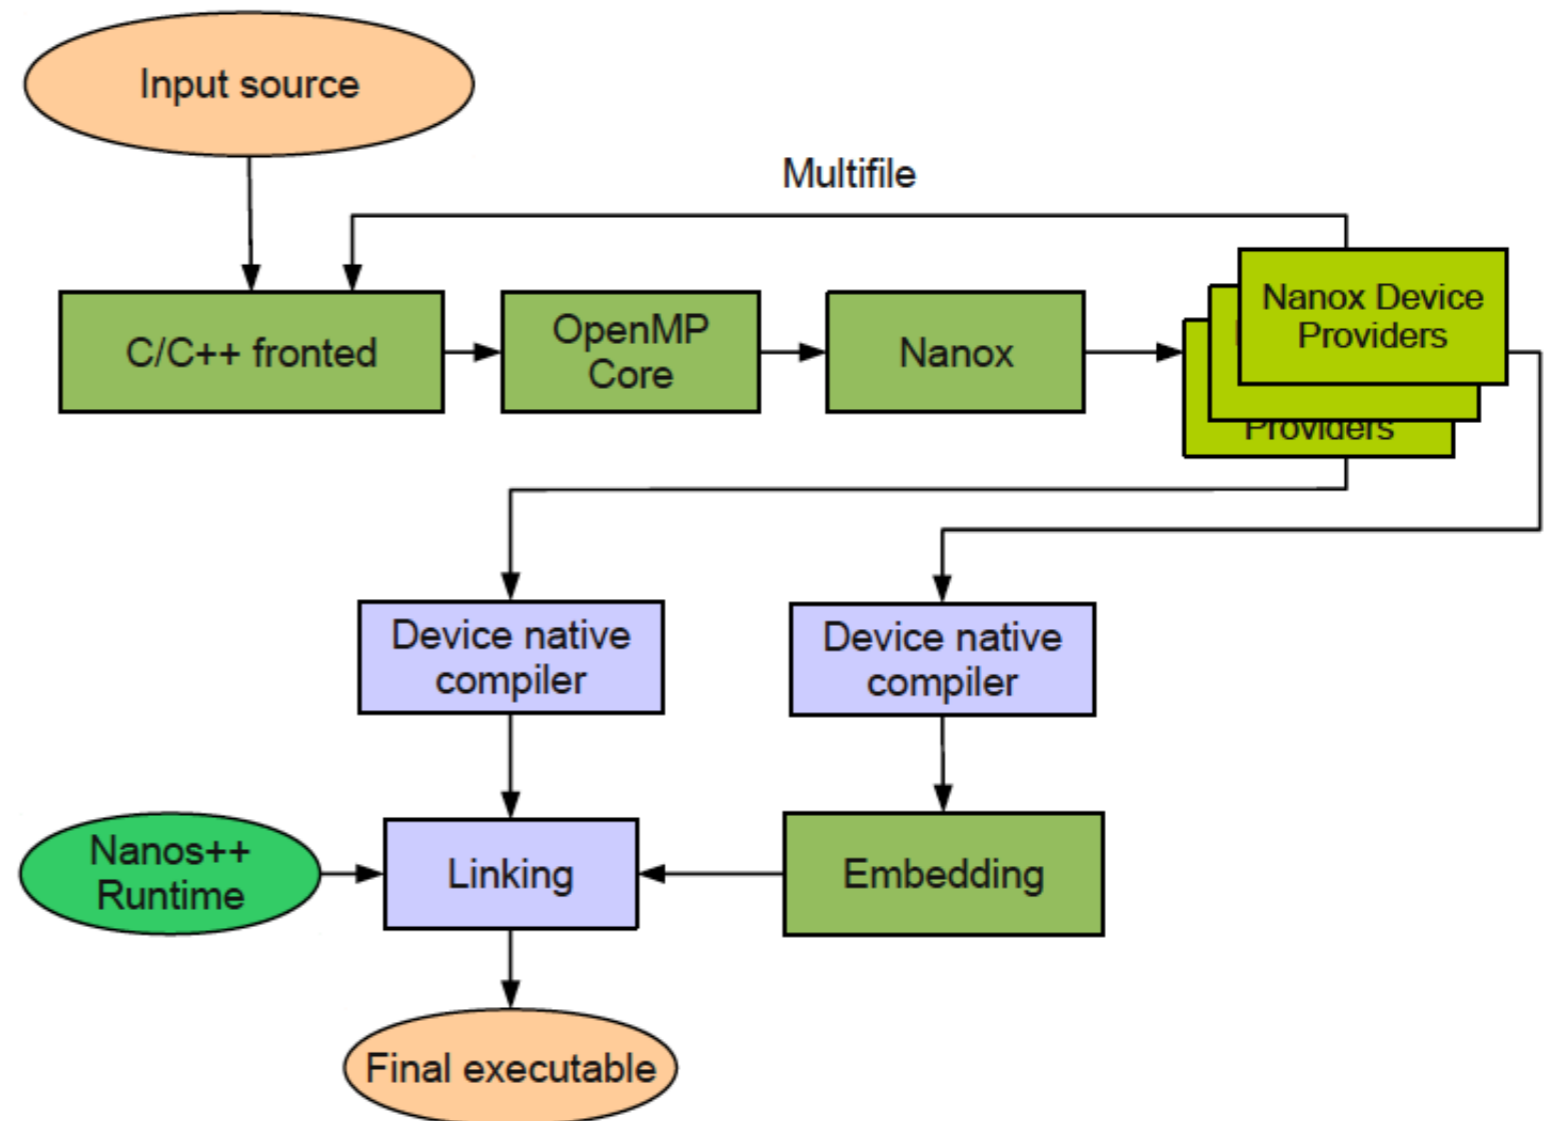 Input source
Multifile
C/C++ fronted
OpenMP
Core
Nanox
Nanox Device
Providers
Providers
Device native
compiler
Device native
compiler
Nanos++
Runtime
Linking
Embedding
Final executable